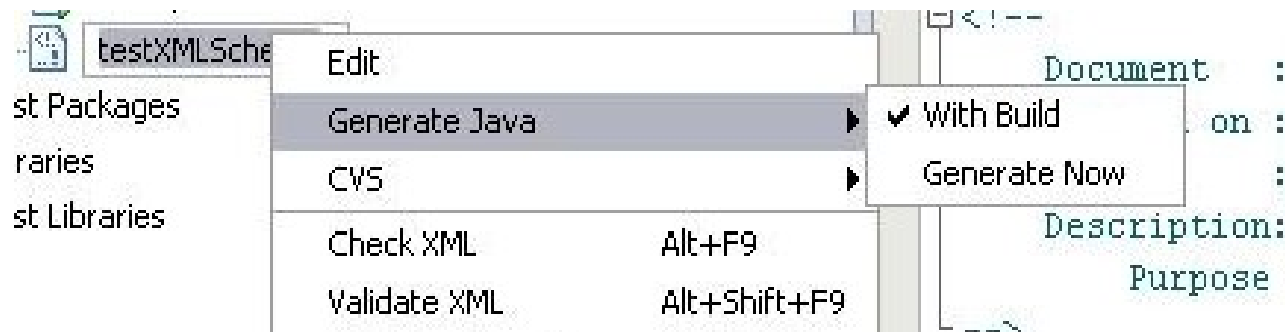 testXMLSche
st Packages
raries
st Libraries
Edit
Generate Java
CVS
Check XML Alt+F9
Validate XML Alt+Shift+F9
With Build
Generate Now
<!--
Document :
on :
:
Description:
Purpose
-->